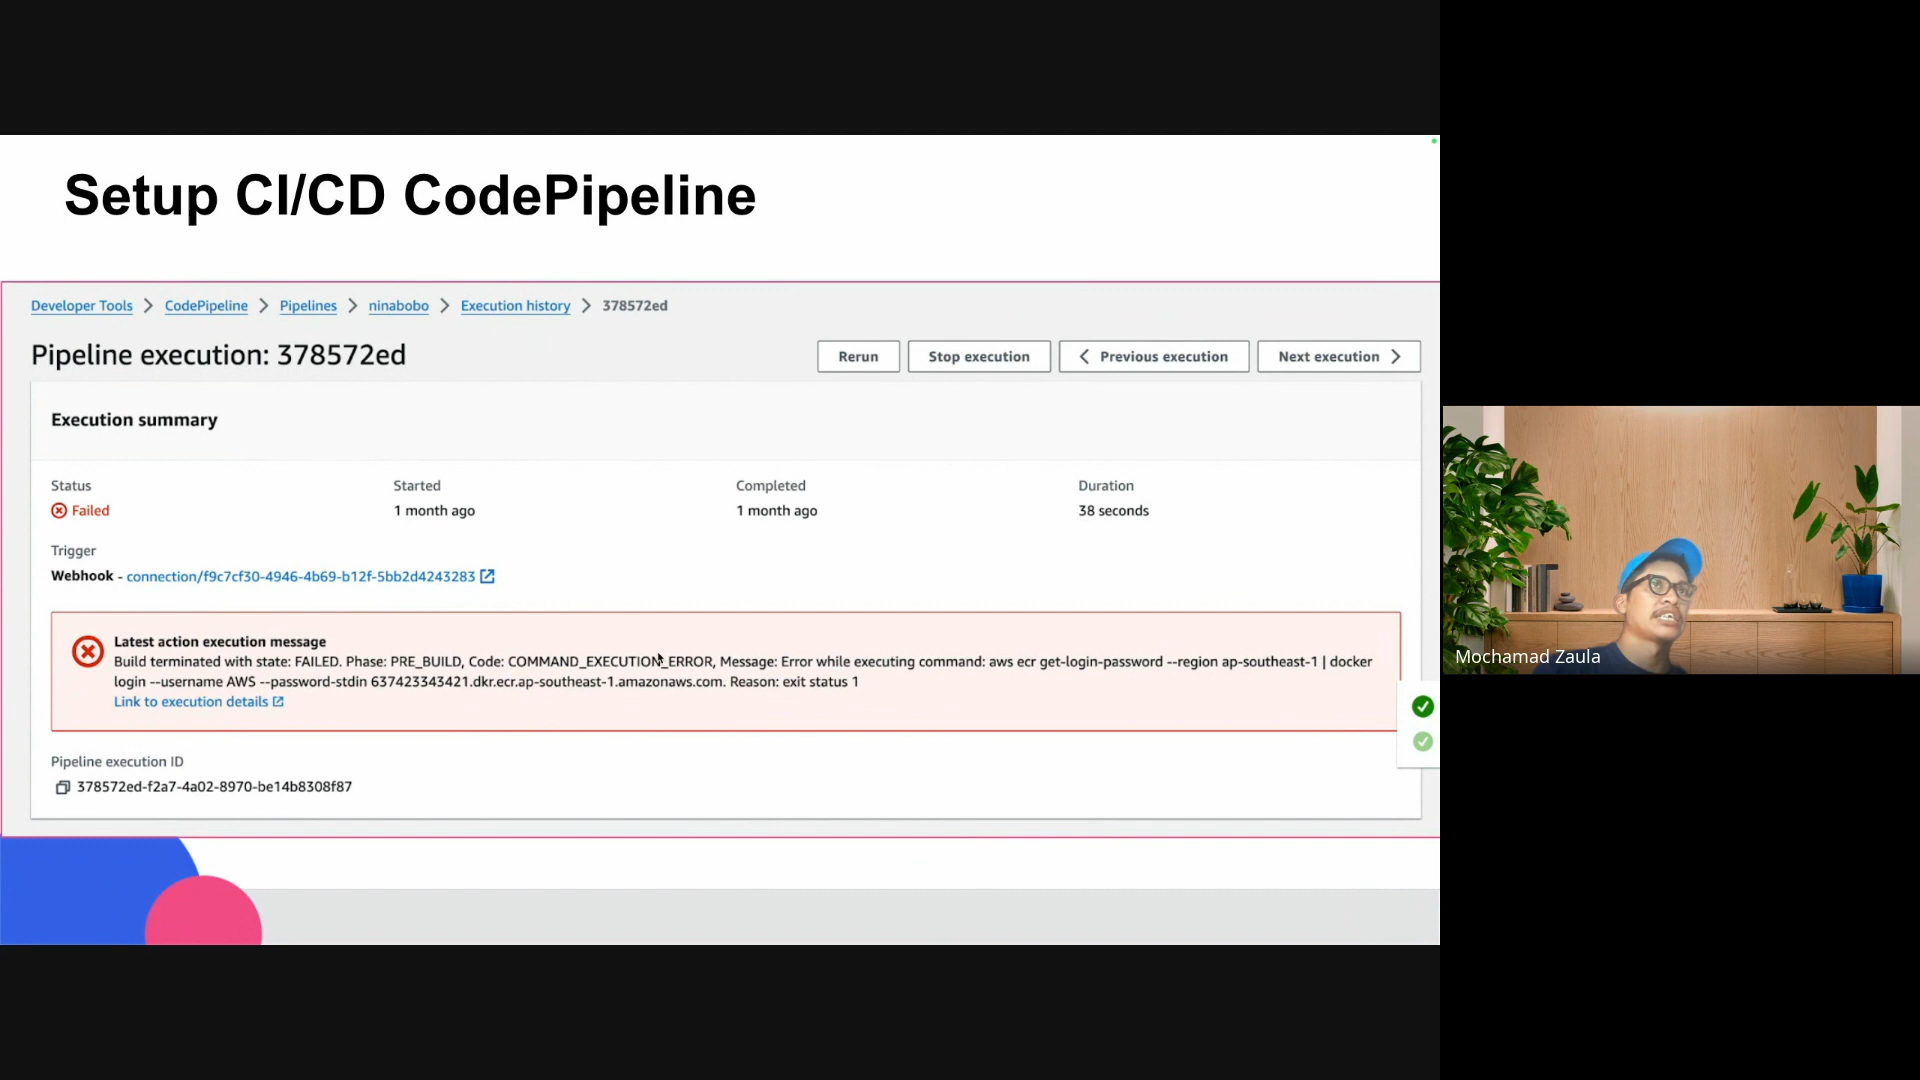 Setup CI/CD CodePipeline
Developer Tools > CodePipeline > Pipelines > ninabobo > Execution history > 378572ed
Pipeline execution: 378572ed
Rerun
Stop execution
Previous execution
Next execution
Execution summary
Status
Failed
Started
1 month ago
Completed
1 month ago
Duration
38 seconds
Trigger
Webhook - connection/f9c7cf30-4946-4b69-b12f-5bb2d4243283
Latest action execution message
Build terminated with state: FAILED. Phase: PRE_BUILD, Code: COMMAND_EXECUTION_ERROR, Message: Error while executing command: aws ecr get-login-password --region ap-southeast-1 | docker
login --username AWS --password-stdin 637423343421.dkr.ecr.ap-southeast-1.amazonaws.com. Reason: exit status 1
Link to execution details
Pipeline execution ID
378572ed-f2a7-4a02-8970-be14b8308f87
Mochamad Zaula